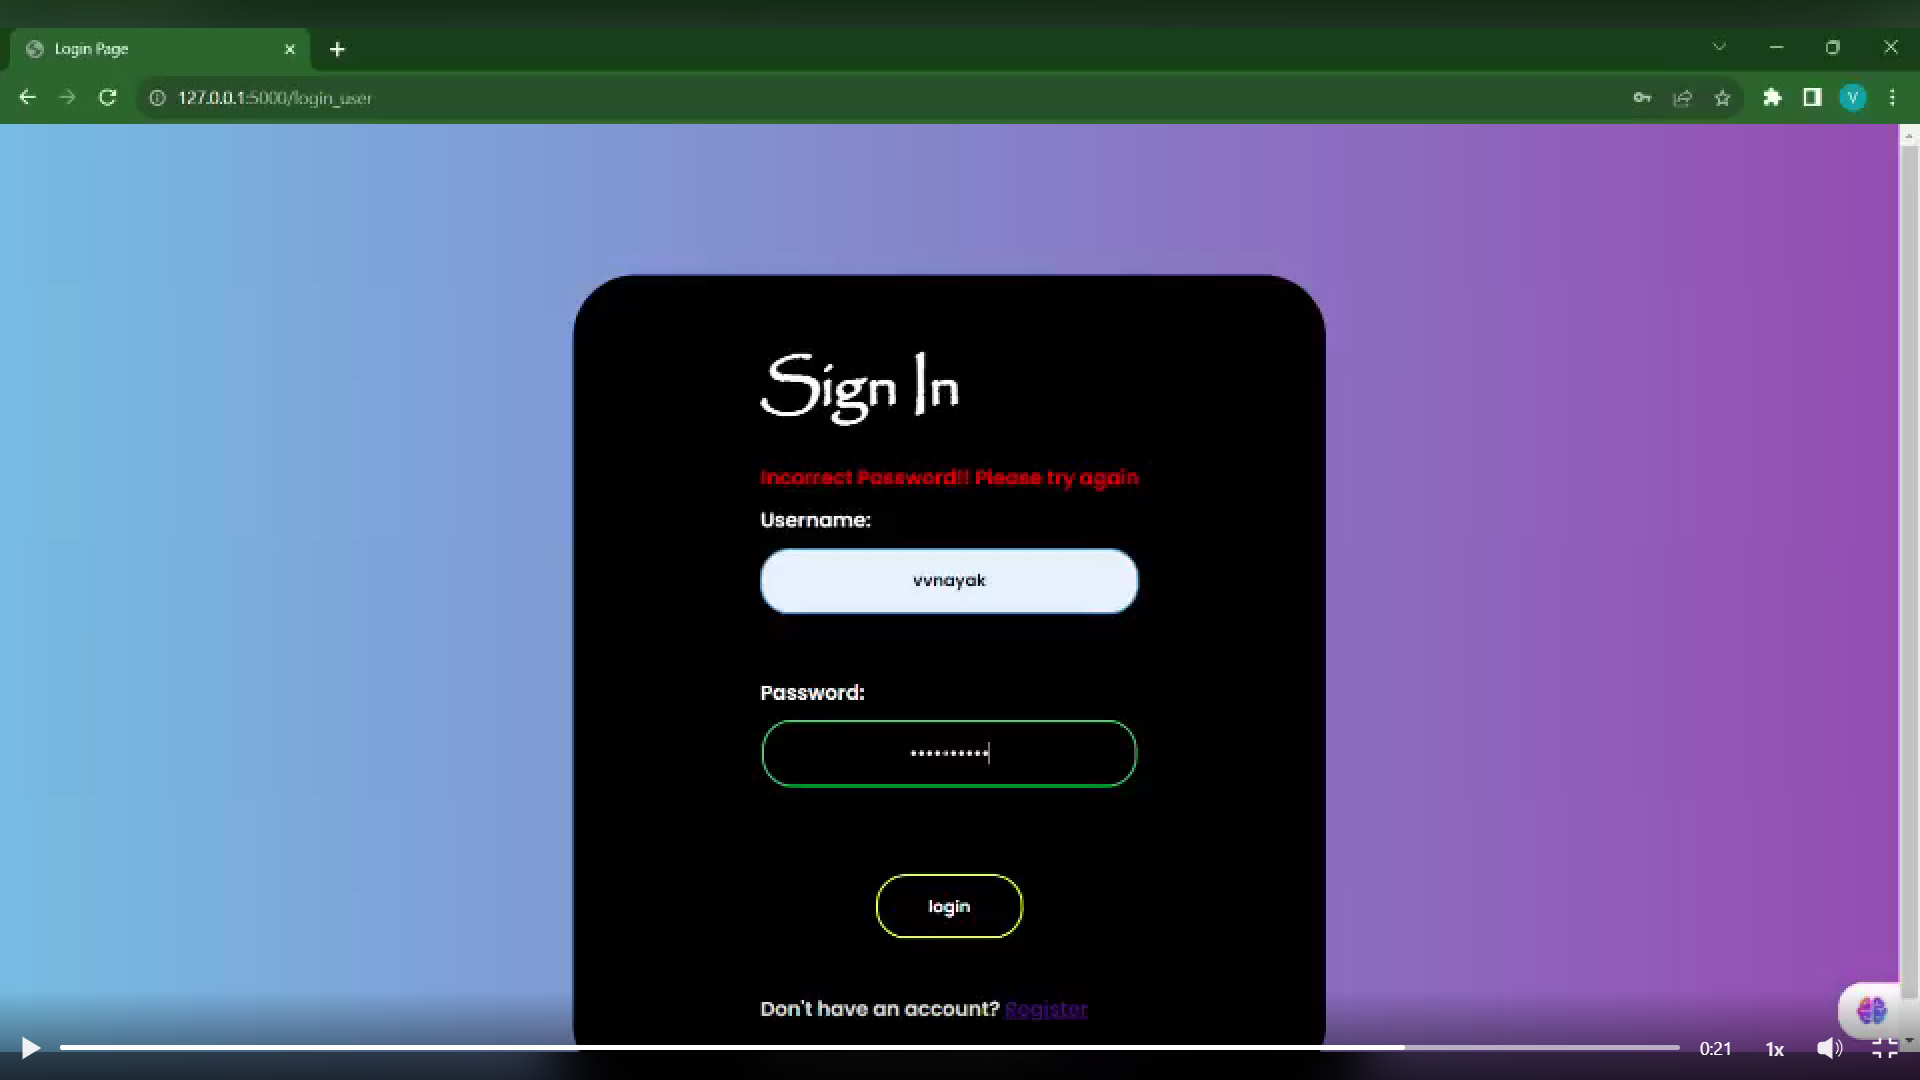 Login Page
127.0.0.1:5000/login_user
V
Sign In
Incorrect Password!! Please try again
Username:
vvnayak
Password:
••••••••••
login
Don't have an account? Register
0:21 1x